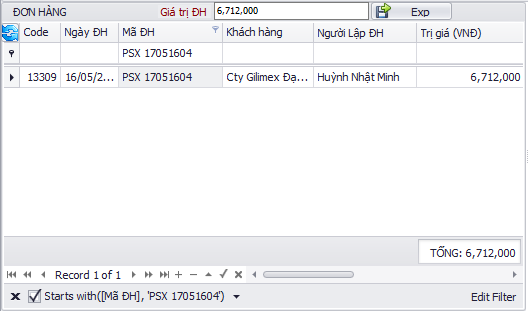 ĐƠN HÀNG Giá trị ĐH 6,712,000 Exp
Code Ngày ĐH Mã ĐH Khách hàng Người Lập ĐH Trị giá (VNĐ)
PSX 17051604
13309 16/05/2... PSX 17051604 Cty Gilimex Đạ... Huỳnh Nhật Minh 6,712,000
TỔNG: 6,712,000
Record 1 of 1
Starts with([Mã ĐH], 'PSX 17051604') Edit Filter